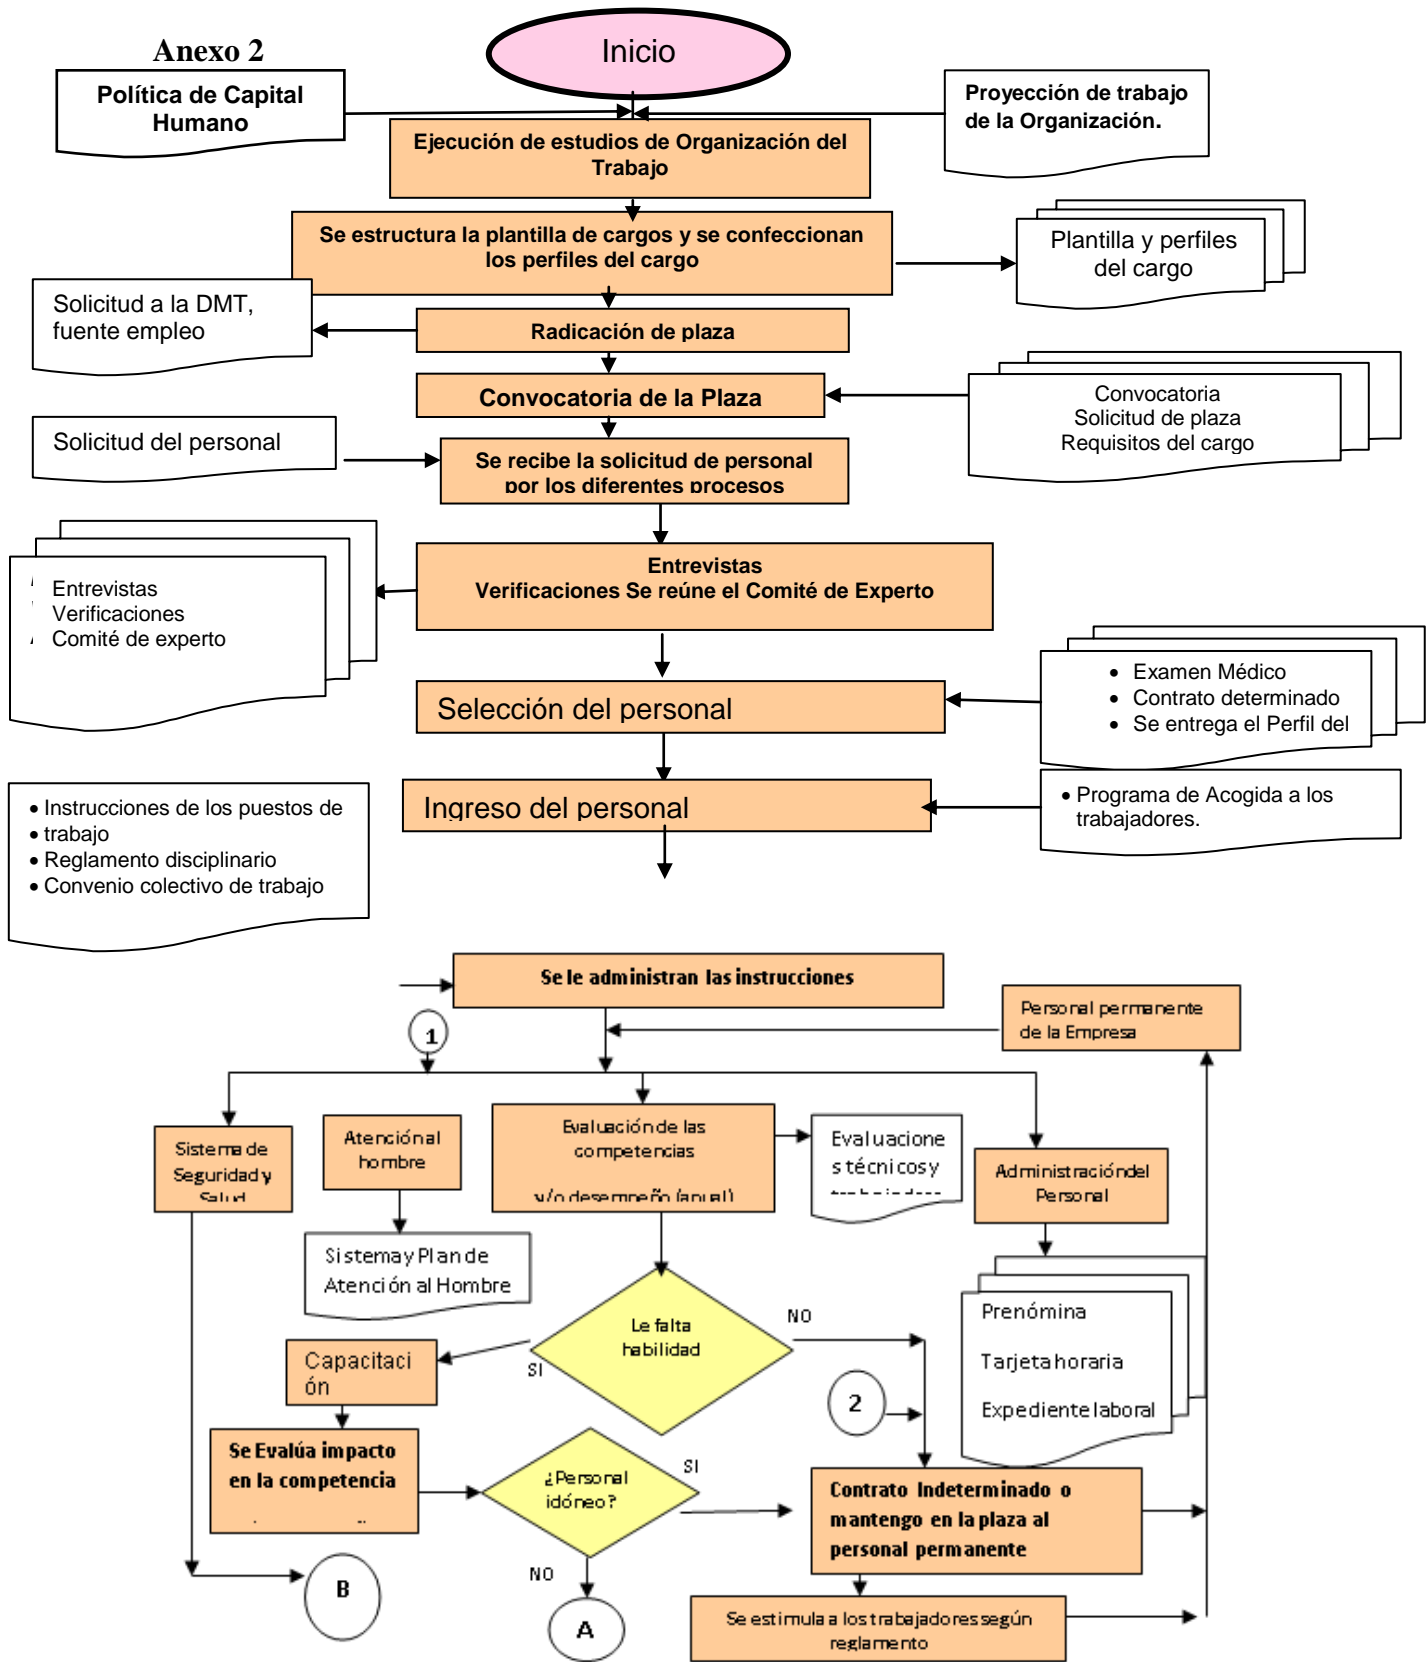 Anexo 2
Inicio
Política de Capital
Humano
Proyección de trabajo
de la Organización.
Ejecución de estudios de Organización del
Trabajo
Se estructura la plantilla de cargos y se confeccionan
los perfiles del cargo
Plantilla y perfiles
del cargo
Solicitud a la DMT,
fuente empleo
Radicación de plaza
Convocatoria de la Plaza
Convocatoria
Solicitud de plaza
Requisitos del cargo
Solicitud del personal
Se recibe la solicitud de personal
por los diferentes procesos
Entrevistas
Verificaciones Se reúne el Comité de Experto
Entrevistas
Verificaciones
Comité de experto
Selección del personal
• Examen Médico
• Contrato determinado
• Se entrega el Perfil del
Ingreso del personal
• Programa de Acogida a los
trabajadores.
• Instrucciones de los puestos de
• trabajo
• Reglamento disciplinario
• Convenio colectivo de trabajo
Se le administran las instrucciones
Personal permanente
de la Empresa
1
Sistema de
Seguridad y
Salud
Atención al
hombre
Evaluación de las
competencias
y/o desempeño (anual)
Evaluacione
s técnicos y
Administración del
Personal
Sistema y Plan de
Atención al Hombre
Le falta
habilidad
NO
SI
Capacitaci
ón
2
Prenómina
Tarjeta horaria
Expediente laboral
Se Evalúa impacto
en la competencia
¿Personal
idóneo?
SI
NO
Contrato Indeterminado o
mantengo en la plaza al
personal permanente
B
A
Se estimula a los trabajadores según
reglamento